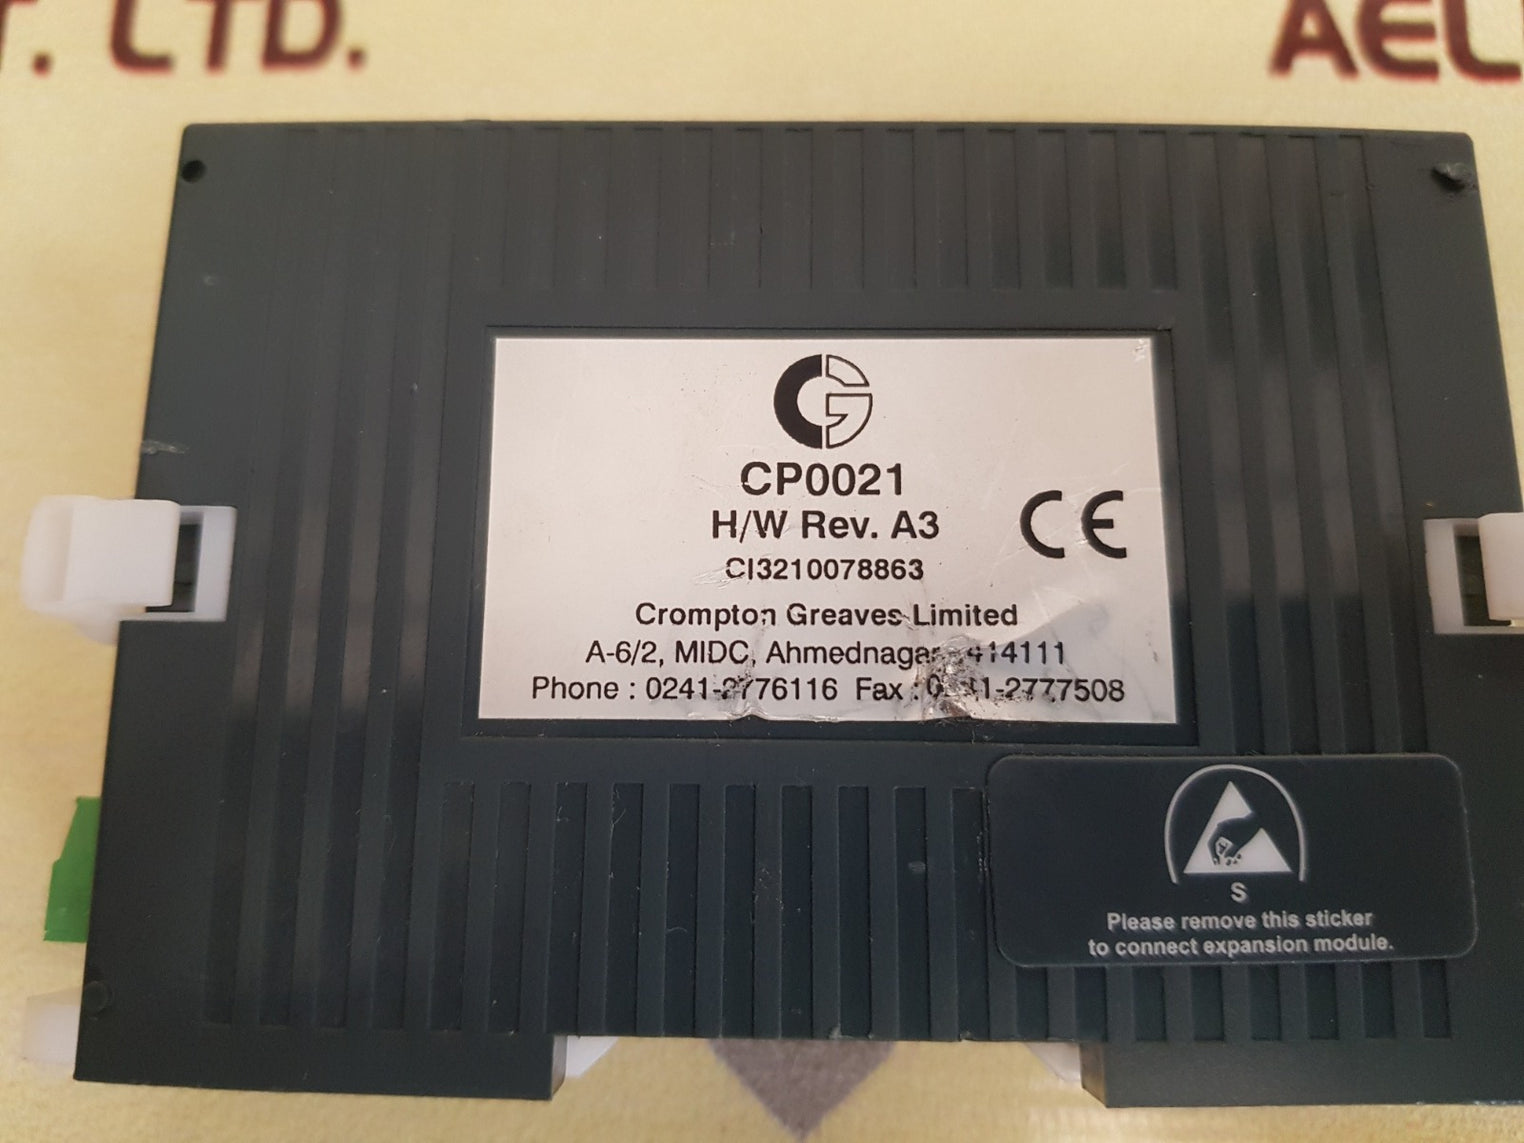 T. LTD.
AEL
CG
CP0021
H/W Rev. A3
CE
CI3210078863
Crompton Greaves Limited
A-6/2, MIDC, Ahmednagar - 414111
Phone : 0241-2776116 Fax : 0241-2777508
S
Please remove this sticker
to connect expansion module.